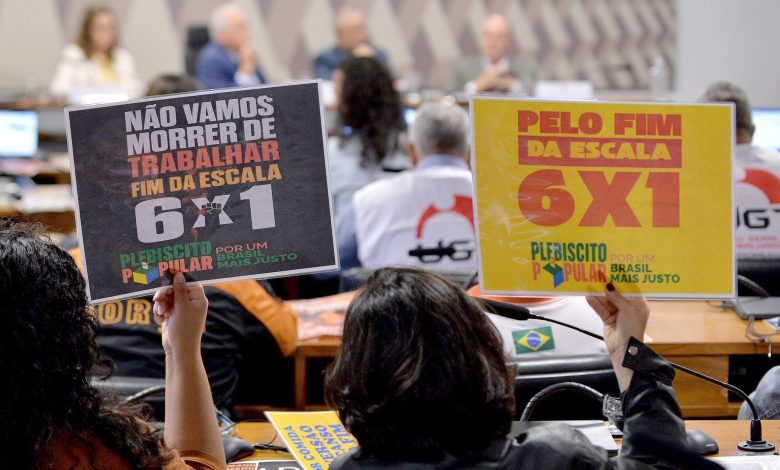 NÃO VAMOS
MORRER DE
TRABALHAR
FIM DA ESCALA
6X1
PLEBISCITO
POPULAR
POR UM
BRASIL
MAIS JUSTO
PELO FIM
DA ESCALA
6X1
PLEBISCITO
POPULAR
POR UM
BRASIL
MAIS JUSTO